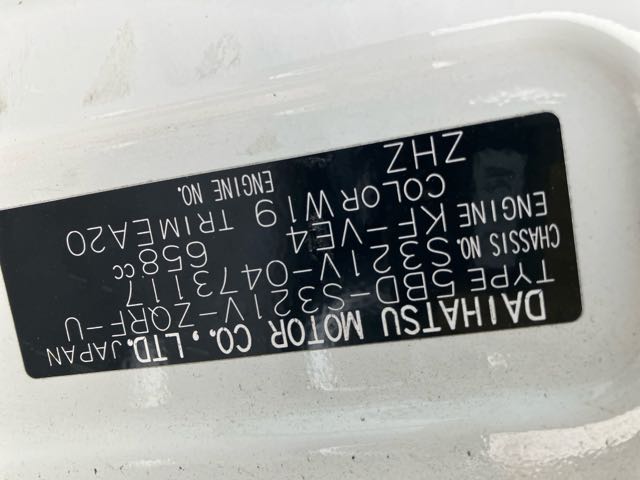 DAIHATSU MOTOR CO., LTD. JAPAN
TYPE 5BD-S321V-ZQRF-U
CHASSIS NO. S321V-0473117
ENGINE KF-VE4 658cc
COLOR W19 TRIM EA20
ENGINE NO.
ZHZ